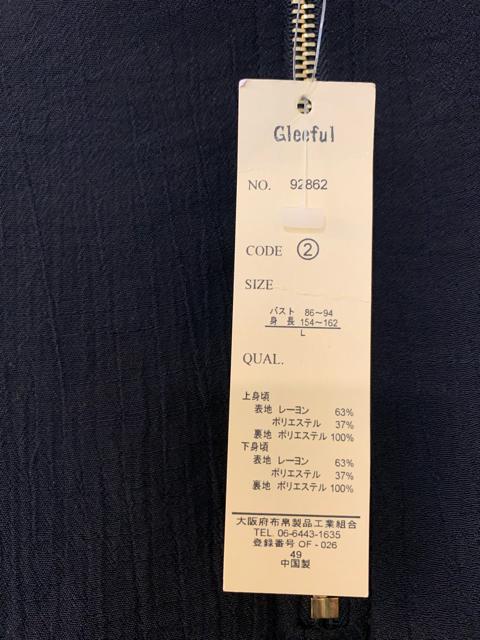 Gleeful
NO. 92862
CODE ②
SIZE
バスト 86～94
身長 154～162
L
QUAL.
上身頃
表地 レーヨン 63%
ポリエステル 37%
裏地 ポリエステル 100%
下身頃
表地 レーヨン 63%
ポリエステル 37%
裏地 ポリエステル 100%
大阪府布帛製品工業組合
TEL. 06-6443-1635
登録番号 OF - 026
49
中国製